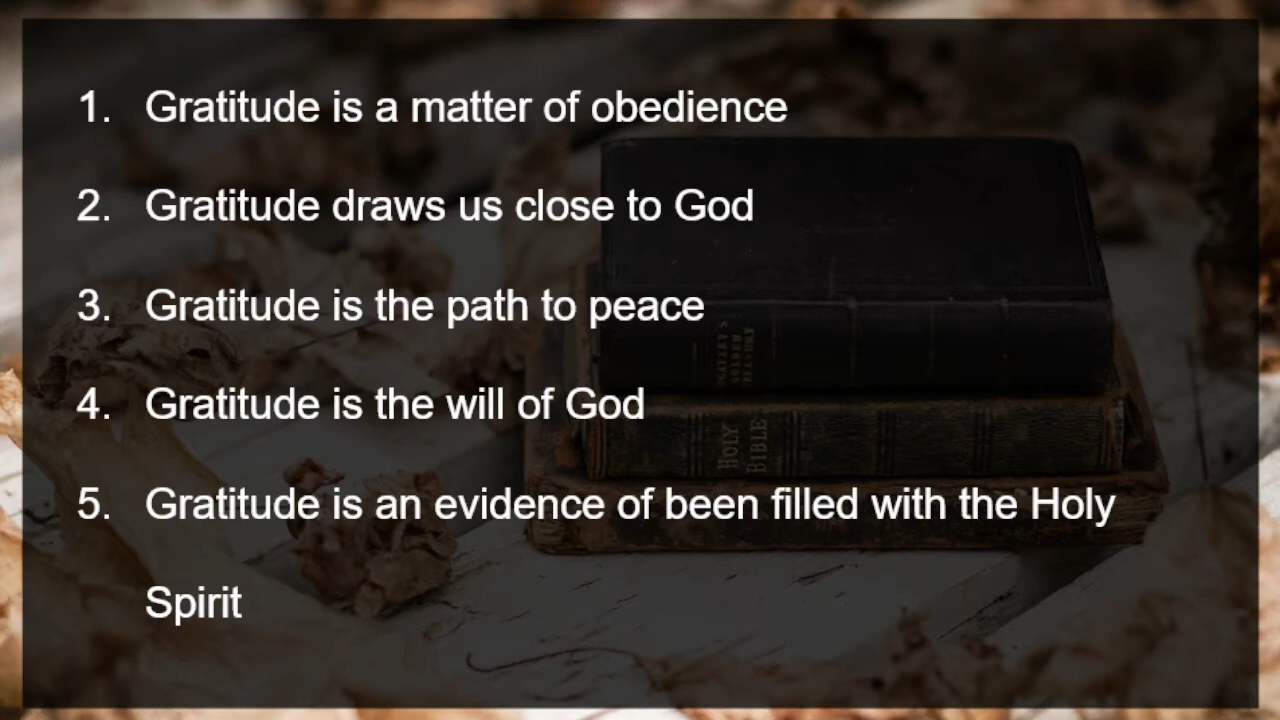 1. Gratitude is a matter of obedience
2. Gratitude draws us close to God
3. Gratitude is the path to peace
4. Gratitude is the will of God
HOLY
BIBLE
5. Gratitude is an evidence of been filled with the Holy
Spirit